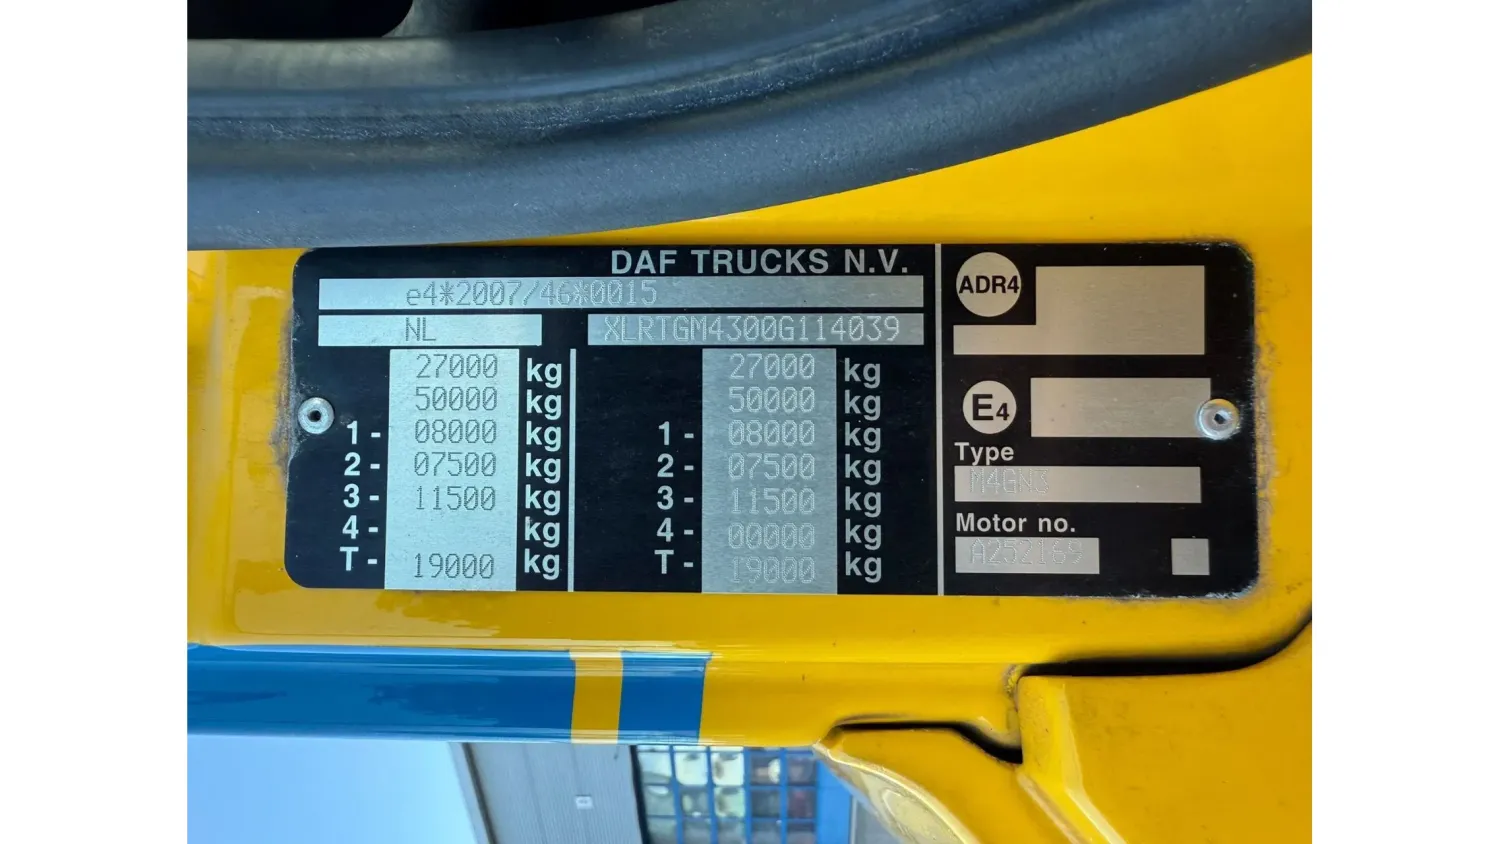 DAF TRUCKS N.V.
e4*2007/46*0015
NL XLRTGM4300G114039
27000 kg 27000 kg
50000 kg 50000 kg
1 - 08000 kg 1 - 08000 kg
2 - 07500 kg 2 - 07500 kg
3 - 11500 kg 3 - 11500 kg
4 - kg 4 - 00000 kg
T - 19000 kg T - 19000 kg
ADR4
E4
Type
M4GN3
Motor no.
A252169